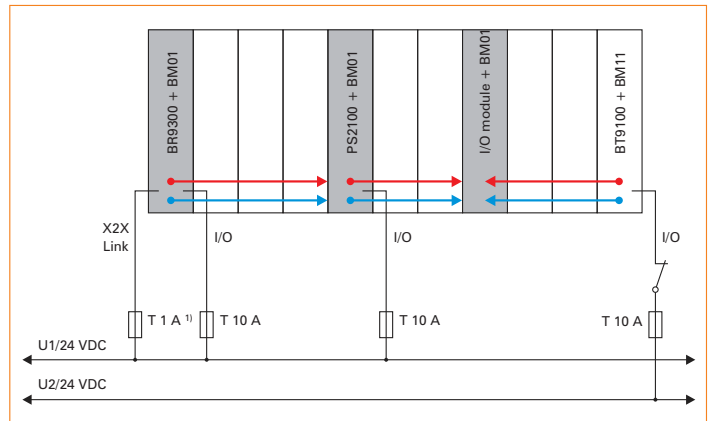 BR9300 + BM01
PS2100 + BM01
I/O module + BM01
BT9100 + BM11
X2X
Link
I/O
I/O
I/O
T 1 A 1)
T 10 A
T 10 A
T 10 A
U1/24 VDC
U2/24 VDC